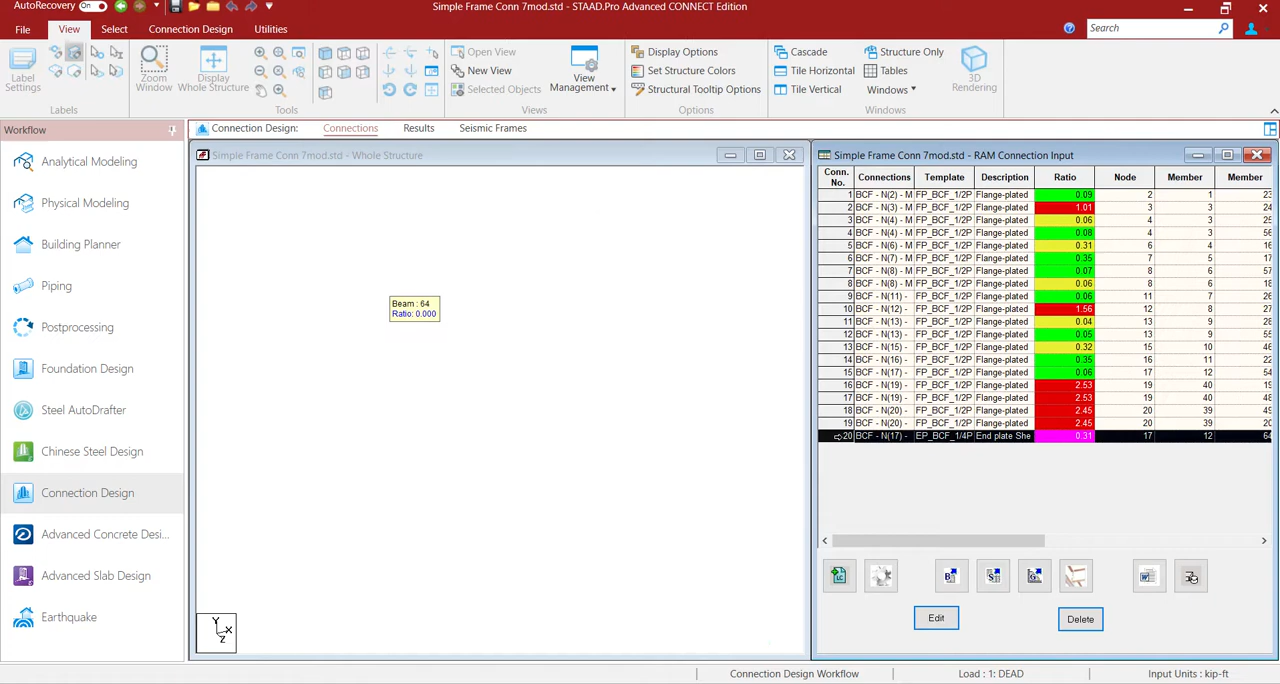 AutoRecovery On
Simple Frame Conn 7mod.std - STAAD.Pro Advanced CONNECT Edition
File View Select Connection Design Utilities
Search
Label Settings
Labels
Zoom Window
Display Whole Structure
Tools
Open View
New View
Selected Objects
View Management
Views
Display Options
Set Structure Colors
Structural Tooltip Options
Options
Cascade
Tile Horizontal
Tile Vertical
Structure Only
Tables
Windows
Windows
3D Rendering
Workflow
Connection Design: Connections Results Seismic Frames
Analytical Modeling
Physical Modeling
Building Planner
Piping
Postprocessing
Foundation Design
Steel AutoDrafter
Chinese Steel Design
Connection Design
Advanced Concrete Desi...
Advanced Slab Design
Earthquake
Simple Frame Conn 7mod.std - Whole Structure
Beam : 64
Ratio: 0.000
Y
X
Z
Simple Frame Conn 7mod.std - RAM Connection Input
Conn. No. Connections Template Description Ratio Node Member Member
1 BCF - N(2) - M FP_BCF_1/2P Flange-plated 0.09 2 1 23
2 BCF - N(3) - M FP_BCF_1/2P Flange-plated 1.01 3 3 24
3 BCF - N(4) - M FP_BCF_1/2P Flange-plated 0.06 4 3 25
4 BCF - N(4) - M FP_BCF_1/2P Flange-plated 0.08 4 3 56
5 BCF - N(6) - M FP_BCF_1/2P Flange-plated 0.31 6 4 16
6 BCF - N(7) - M FP_BCF_1/2P Flange-plated 0.35 7 5 17
7 BCF - N(8) - M FP_BCF_1/2P Flange-plated 0.07 8 6 57
8 BCF - N(8) - M FP_BCF_1/2P Flange-plated 0.06 8 6 18
9 BCF - N(11) - FP_BCF_1/2P Flange-plated 0.06 11 7 26
10 BCF - N(12) - FP_BCF_1/2P Flange-plated 1.56 12 8 27
11 BCF - N(13) - FP_BCF_1/2P Flange-plated 0.04 13 9 28
12 BCF - N(13) - FP_BCF_1/2P Flange-plated 0.05 13 9 55
13 BCF - N(15) - FP_BCF_1/2P Flange-plated 0.32 15 10 46
14 BCF - N(16) - FP_BCF_1/2P Flange-plated 0.35 16 11 22
15 BCF - N(17) - FP_BCF_1/2P Flange-plated 0.06 17 12 54
16 BCF - N(19) - FP_BCF_1/2P Flange-plated 2.53 19 40 19
17 BCF - N(19) - FP_BCF_1/2P Flange-plated 2.53 19 40 48
18 BCF - N(20) - FP_BCF_1/2P Flange-plated 2.45 20 39 49
19 BCF - N(20) - FP_BCF_1/2P Flange-plated 2.45 20 39 20
20 BCF - N(17) - EP_BCF_1/4P End plate She 0.31 17 12 64
Edit
Delete
Connection Design Workflow
Load : 1: DEAD
Input Units : kip-ft